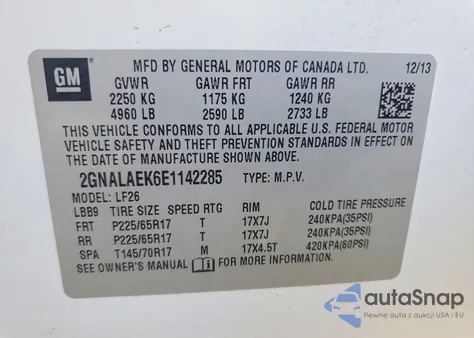 GM
MFD BY GENERAL MOTORS OF CANADA LTD. 12/13
GVWR GAWR FRT GAWR RR
2250 KG 1175 KG 1240 KG
4960 LB 2590 LB 2733 LB
THIS VEHICLE CONFORMS TO ALL APPLICABLE U.S. FEDERAL MOTOR
VEHICLE SAFETY AND THEFT PREVENTION STANDARDS IN EFFECT ON
THE DATE OF MANUFACTURE SHOWN ABOVE.
2GNALAEK6E1142285 TYPE: M.P.V.
MODEL: LF26
LBB9 TIRE SIZE SPEED RTG RIM COLD TIRE PRESSURE
FRT P225/65R17 T 17X7J 240KPA(35PSI)
RR P225/65R17 T 17X7J 240KPA(35PSI)
SPA T145/70R17 M 17X4.5T 420KPA(60PSI)
SEE OWNER'S MANUAL FOR MORE INFORMATION
autoSnap
Pewne auta z aukcji USA i EU